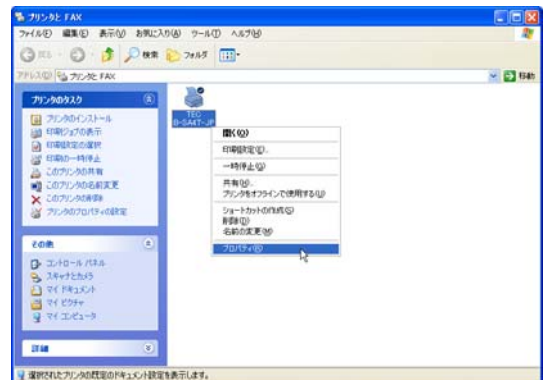 プリンタと FAX
ファイル(F) 編集(E) 表示(V) お気に入り(A) ツール(T) ヘルプ(H)
戻る 検索 フォルダ
アドレス(D) プリンタと FAX 移動
プリンタのタスク
プリンタのインストール
印刷ジョブの表示
印刷設定の選択
印刷の一時停止
このプリンタの共有
このプリンタの名前変更
このプリンタの削除
プリンタのプロパティの設定
その他
コントロール パネル
スキャナとカメラ
マイ ドキュメント
マイ ピクチャ
マイ コンピュータ
詳細
TEC
B-SA4T-JP
開く(O)
印刷設定(E)...
一時停止(G)
共有(H)...
プリンタをオフラインで使用する(U)
ショートカットの作成(S)
削除(D)
名前の変更(M)
プロパティ(R)
選択されたプリンタの既定のドキュメント設定を表示します。